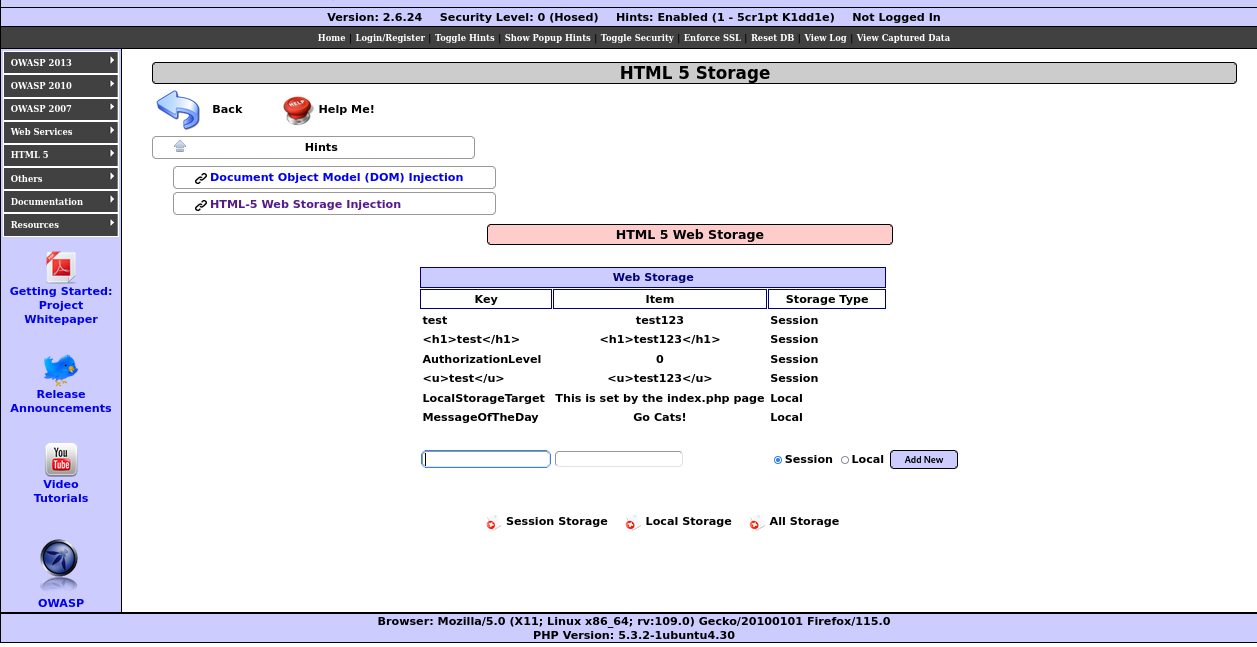 Version: 2.6.24 Security Level: 0 (Hosed) Hints: Enabled (1 - 5cr1pt K1dd1e) Not Logged In
Home | Login/Register | Toggle Hints | Show Popup Hints | Toggle Security | Enforce SSL | Reset DB | View Log | View Captured Data
OWASP 2013
OWASP 2010
OWASP 2007
Web Services
HTML 5
Others
Documentation
Resources
Getting Started:
Project
Whitepaper
Release
Announcements
You
Tube
Video
Tutorials
OWASP
HTML 5 Storage
Back
HELP
Help Me!
Hints
Document Object Model (DOM) Injection
HTML-5 Web Storage Injection
HTML 5 Web Storage
Web Storage
Key Item Storage Type
test test123 Session
<h1>test</h1> <h1>test123</h1> Session
AuthorizationLevel 0 Session
<u>test</u> <u>test123</u> Session
LocalStorageTarget This is set by the index.php page Local
MessageOfTheDay Go Cats! Local
Session Local Add New
Session Storage Local Storage All Storage
Browser: Mozilla/5.0 (X11; Linux x86_64; rv:109.0) Gecko/20100101 Firefox/115.0
PHP Version: 5.3.2-1ubuntu4.30